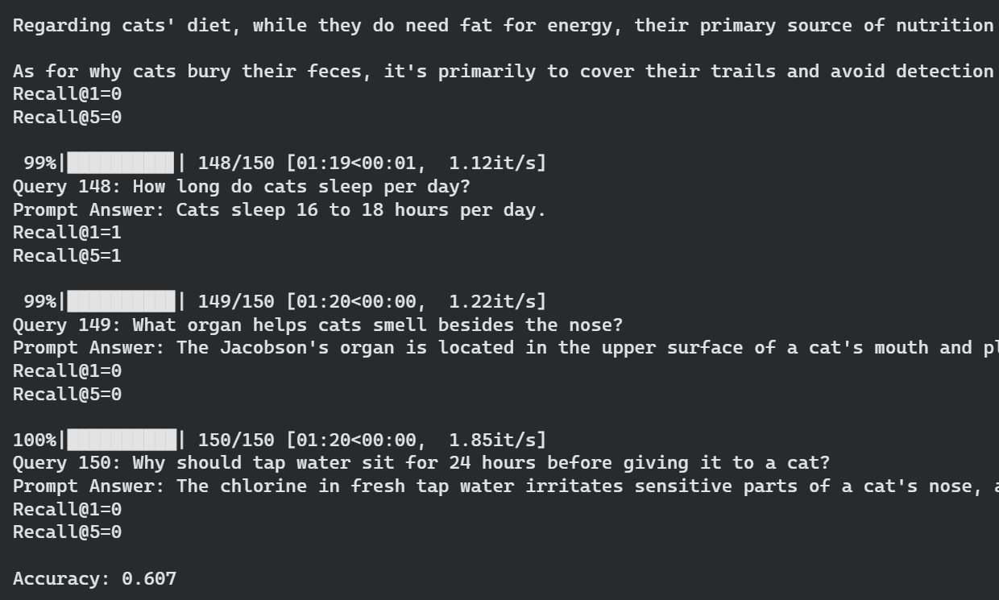 Regarding cats' diet, while they do need fat for energy, their primary source of nutrition
As for why cats bury their feces, it's primarily to cover their trails and avoid detection
Recall@1=0
Recall@5=0
99%|██████████| 148/150 [01:19<00:01,  1.12it/s]
Query 148: How long do cats sleep per day?
Prompt Answer: Cats sleep 16 to 18 hours per day.
Recall@1=1
Recall@5=1
99%|██████████| 149/150 [01:20<00:00,  1.22it/s]
Query 149: What organ helps cats smell besides the nose?
Prompt Answer: The Jacobson's organ is located in the upper surface of a cat's mouth and
Recall@1=0
Recall@5=0
100%|██████████| 150/150 [01:20<00:00,  1.85it/s]
Query 150: Why should tap water sit for 24 hours before giving it to a cat?
Prompt Answer: The chlorine in fresh tap water irritates sensitive parts of a cat's nose,
Recall@1=0
Recall@5=0
Accuracy: 0.607